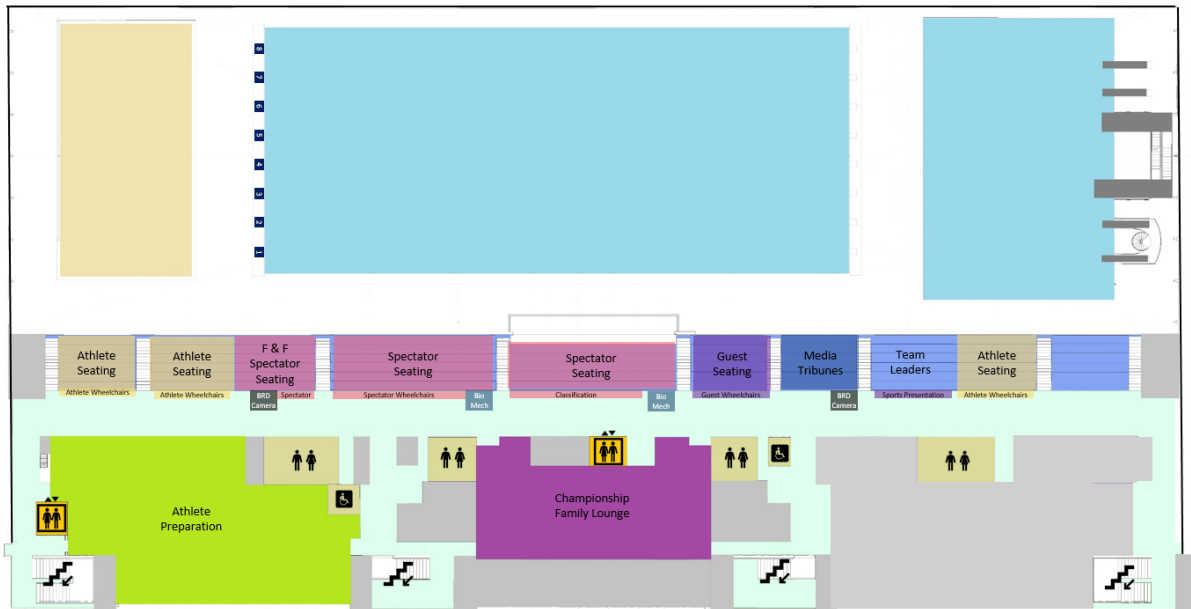 8
7
6
5
4
3
2
1
Athlete
Seating
Athlete
Seating
F & F
Spectator
Seating
Spectator
Seating
Spectator
Seating
Guest
Seating
Media
Tribunes
Team
Leaders
Athlete
Seating
Athlete Wheelchairs
Athlete Wheelchairs
BRD
Camera
Spectator
Spectator Wheelchairs
Bio
Mech
Classification
Bio
Mech
Guest Wheelchairs
BRD
Camera
Sports Presentation
Athlete Wheelchairs
Athlete
Preparation
Championship
Family Lounge